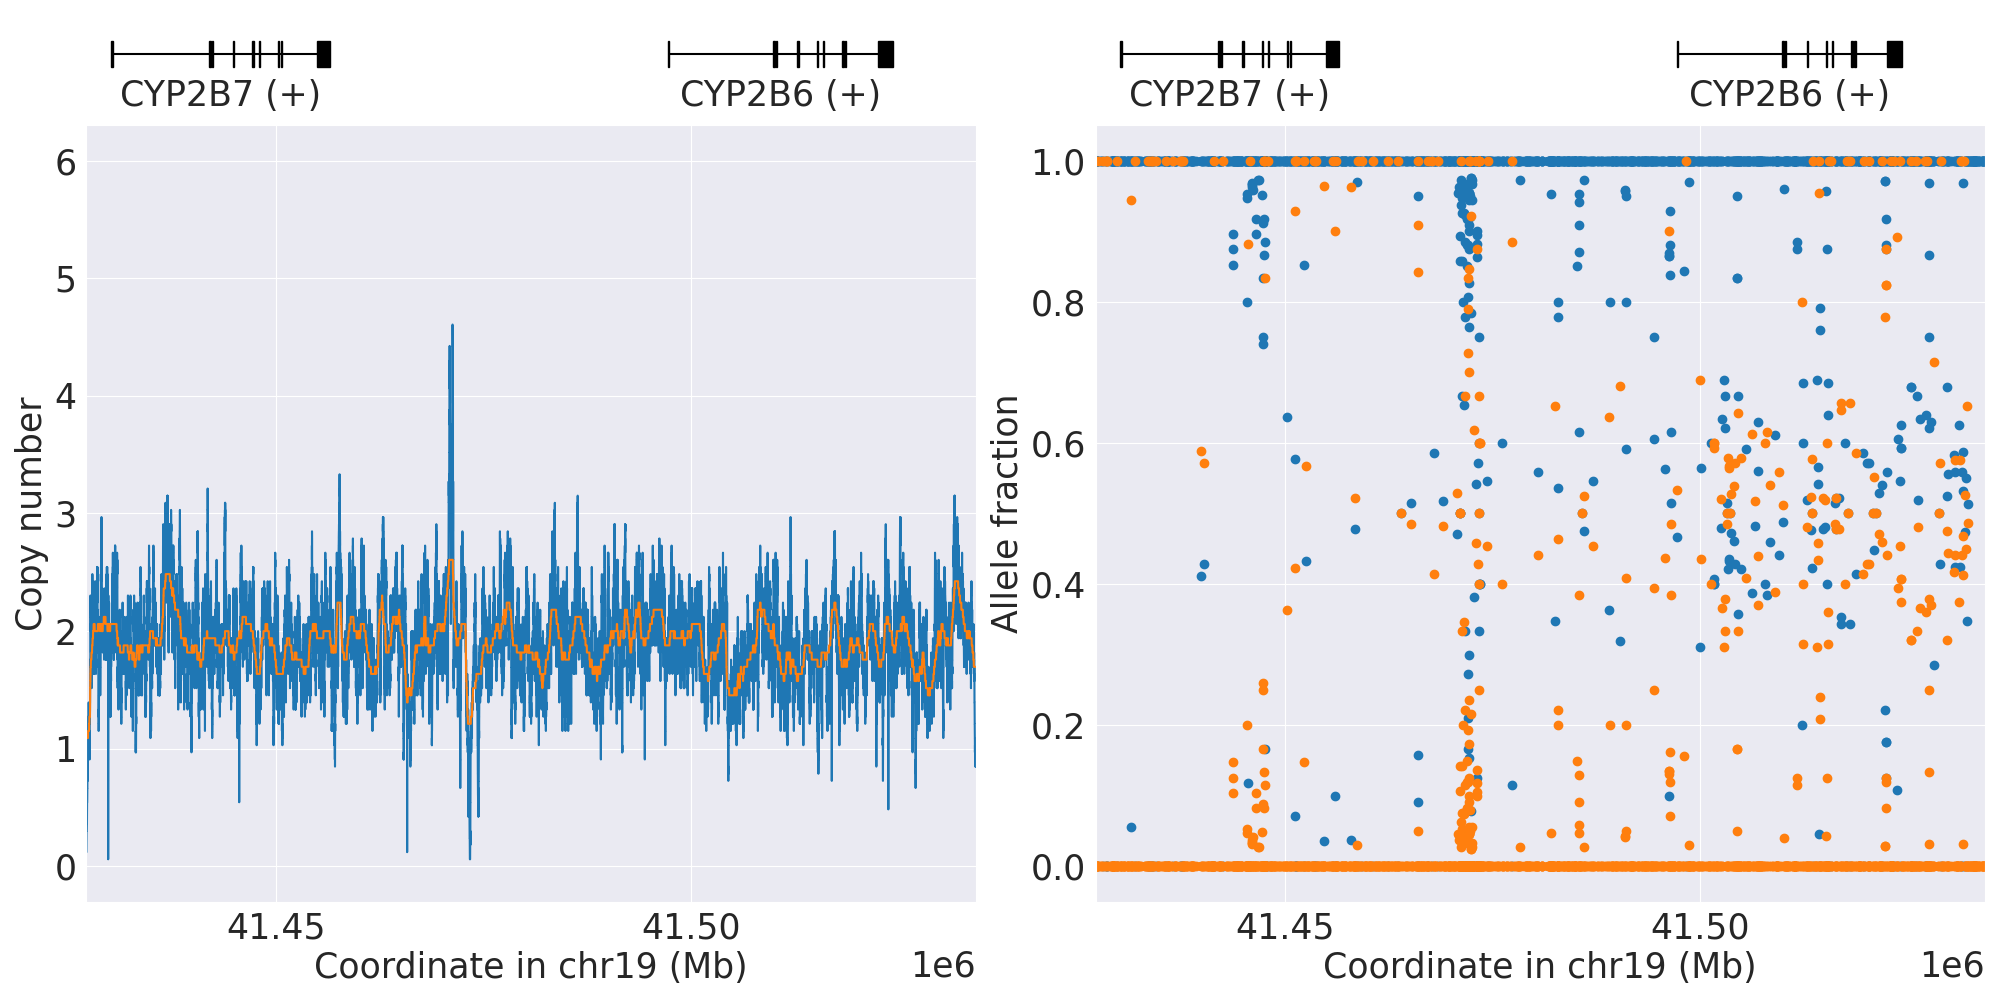 CYP2B7 (+) CYP2B6 (+)
Copy number
6
5
4
3
2
1
0
41.45 41.50
Coordinate in chr19 (Mb) 1e6
CYP2B7 (+) CYP2B6 (+)
Allele fraction
1.0
0.8
0.6
0.4
0.2
0.0
41.45 41.50
Coordinate in chr19 (Mb) 1e6